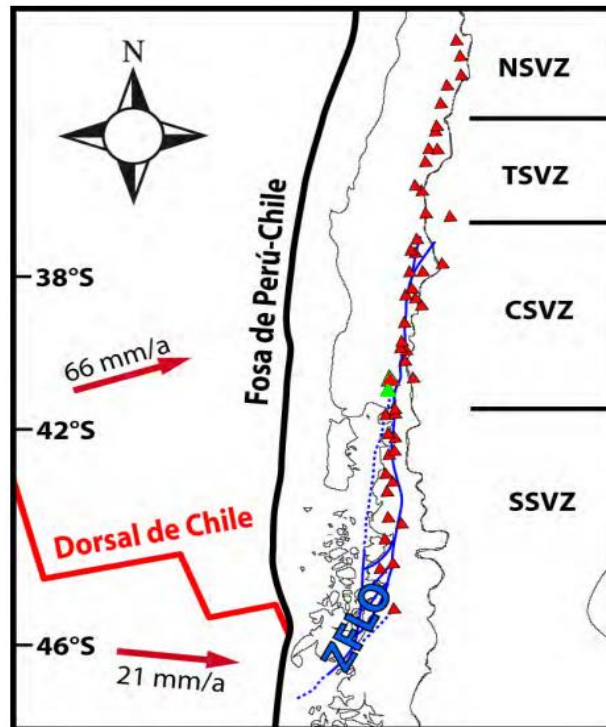 N
NSVZ
TSVZ
Fosa de Perú-Chile
38°S
CSVZ
66 mm/a
42°S
SSVZ
Dorsal de Chile
ZFLO
46°S
21 mm/a